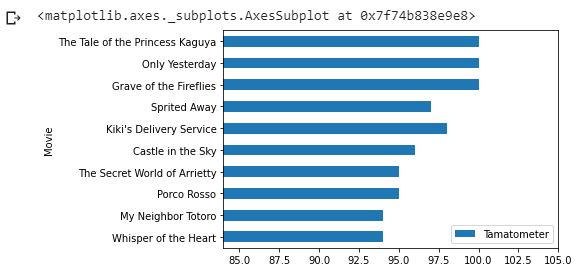 <matplotlib.axes._subplots.AxesSubplot at 0x7f74b838e9e8>
The Tale of the Princess Kaguya
Only Yesterday
Grave of the Fireflies
Sprited Away
Kiki's Delivery Service
Movie
Castle in the Sky
The Secret World of Arrietty
Porco Rosso
My Neighbor Totoro
Whisper of the Heart
Tamatometer
85.0 87.5 90.0 92.5 95.0 97.5 100.0 102.5 105.0